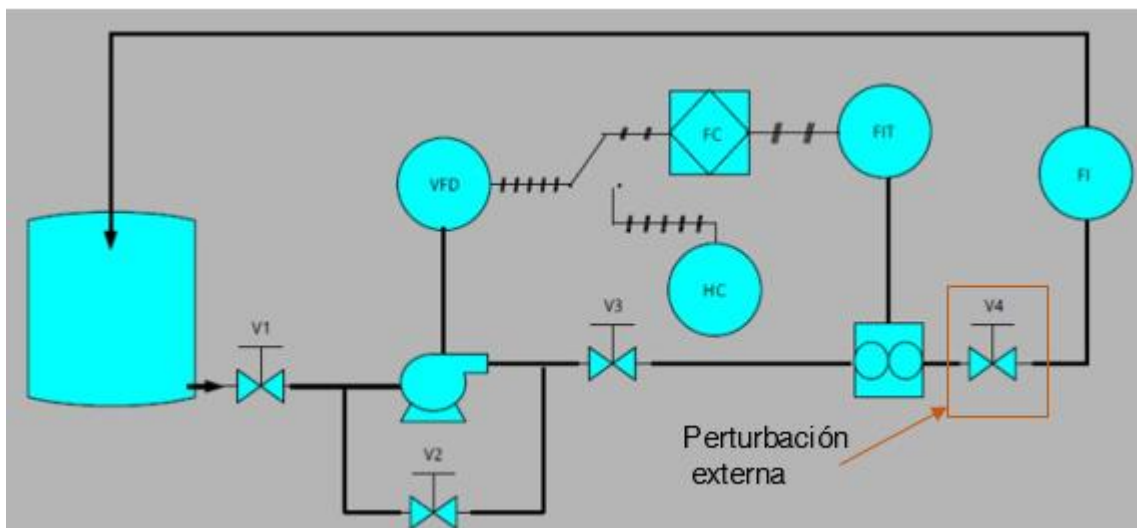 FC
FIT
VFD
FI
HC
V1
V3
V4
V2
Perturbación
externa